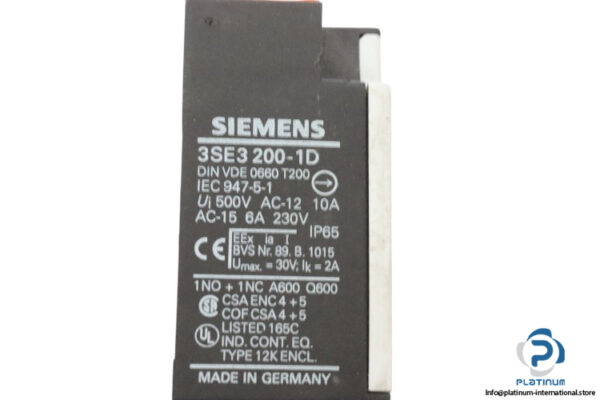 SIEMENS
3SE3 200-1D
DIN VDE 0660 T200
IEC 947-5-1
Ui 500V AC-12 10A
AC-15 6A 230V
IP65
CE
EEx ia I
BVS Nr. 89. B. 1015
Umax. = 30V; Ik = 2A
1NO + 1NC A600 Q600
CSA ENC 4 + 5
COF CSA 4 + 5
UL LISTED 165C
IND. CONT. EQ.
TYPE 12K ENCL.
MADE IN GERMANY
PLATINUM
INTERNATIONAL
Info@platinum-international.store